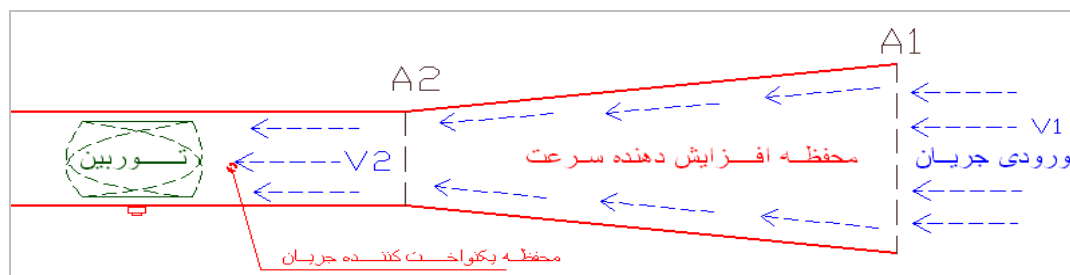 A1
A2
V1
ورودی جریان
محفظه افزایش دهنده سرعت
V2
توربین
محفظه یکنواخت کننده جریان